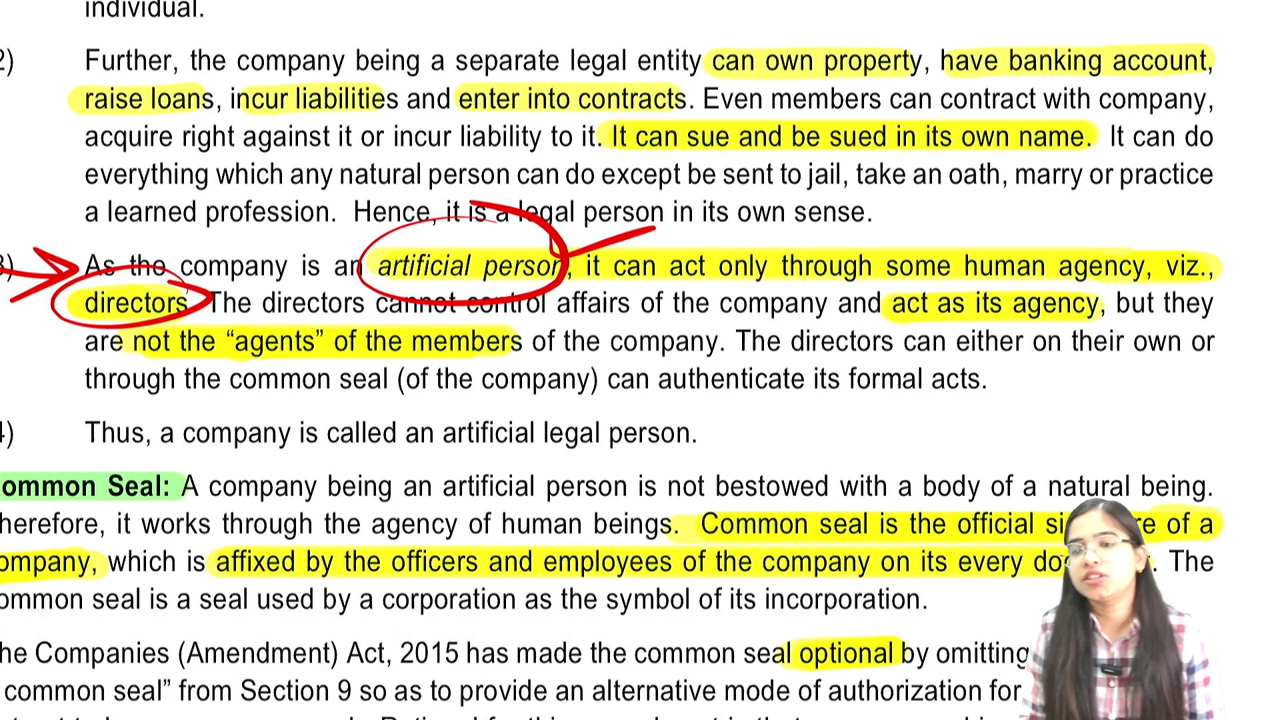 individual.
2) Further, the company being a separate legal entity can own property, have banking account,
raise loans, incur liabilities and enter into contracts. Even members can contract with company,
acquire right against it or incur liability to it. It can sue and be sued in its own name. It can do
everything which any natural person can do except be sent to jail, take an oath, marry or practice
a learned profession. Hence, it is a legal person in its own sense.
3) As the company is an artificial person, it can act only through some human agency, viz.,
directors. The directors cannot control affairs of the company and act as its agency, but they
are not the “agents” of the members of the company. The directors can either on their own or
through the common seal (of the company) can authenticate its formal acts.
4) Thus, a company is called an artificial legal person.
ommon Seal: A company being an artificial person is not bestowed with a body of a natural being.
herefore, it works through the agency of human beings. Common seal is the official si re of a
ompany, which is affixed by the officers and employees of the company on its every do . The
ommon seal is a seal used by a corporation as the symbol of its incorporation.
he Companies (Amendment) Act, 2015 has made the common seal optional by omitting
common seal” from Section 9 so as to provide an alternative mode of authorization for